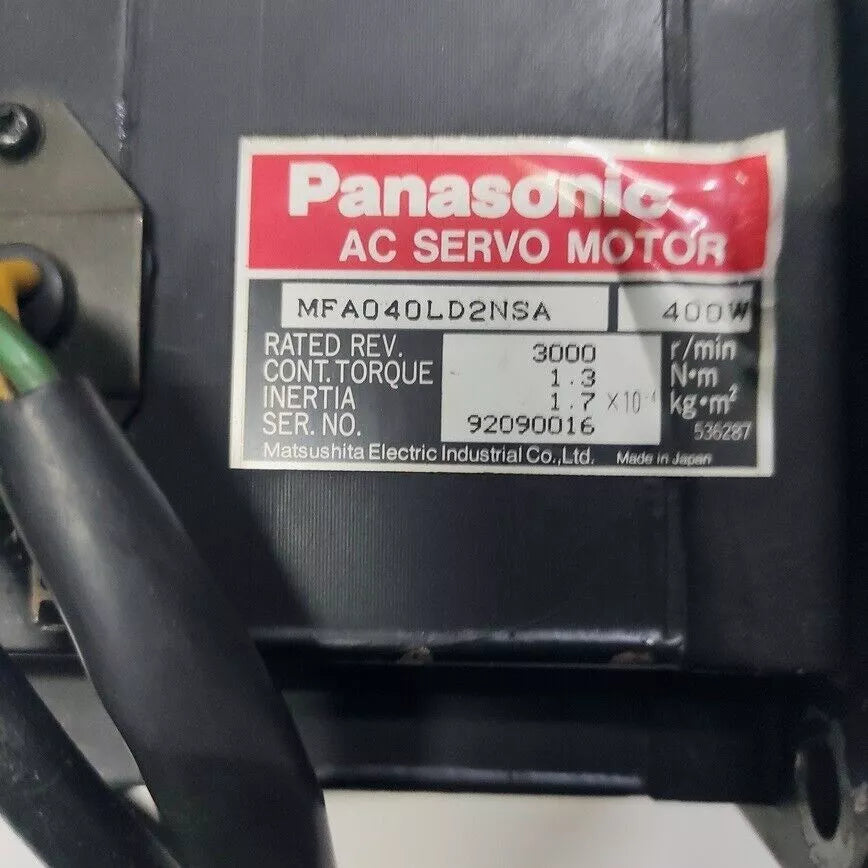 Panasonic
AC SERVO MOTOR
MFA040LD2NSA 400W
RATED REV. 3000 r/min
CONT. TORQUE 1.3 N•m
INERTIA 1.7 ×10⁻⁴ kg•m²
SER. NO. 92090016 536287
Matsushita Electric Industrial Co.,Ltd. Made in Japan